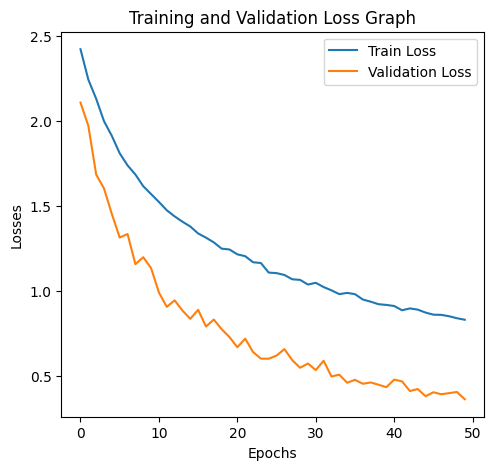 Training and Validation Loss Graph
Train Loss
Validation Loss
Losses
2.5
2.0
1.5
1.0
0.5
0 10 20 30 40 50
Epochs